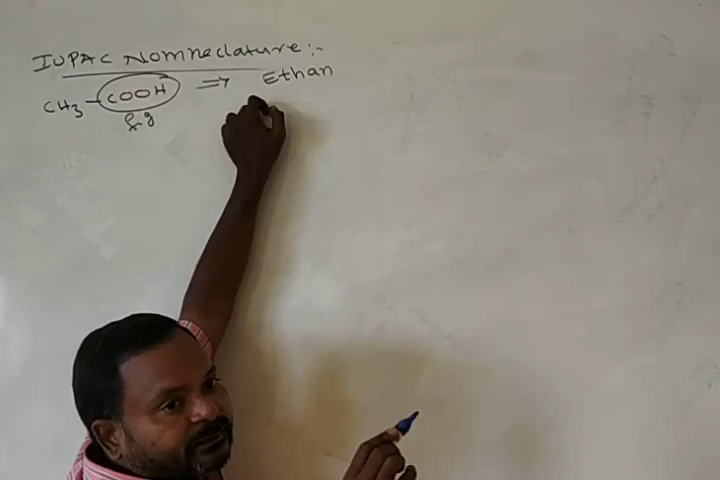 IUPAC Nomneclature:-
CH3-COOH ⇒ Ethan
f.g